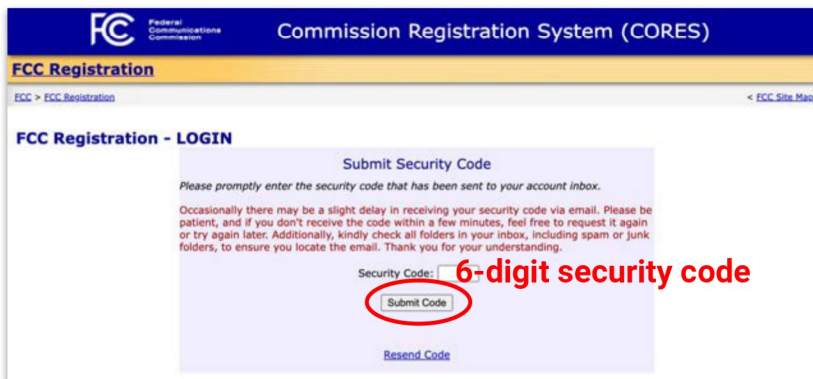 FCC Federal Communications Commission
Commission Registration System (CORES)
FCC Registration
FCC > FCC Registration
< FCC Site Map
FCC Registration - LOGIN
Submit Security Code
Please promptly enter the security code that has been sent to your account inbox.
Occasionally there may be a slight delay in receiving your security code via email. Please be
patient, and if you don't receive the code within a few minutes, feel free to request it again
or try again later. Additionally, kindly check all folders in your inbox, including spam or junk
folders, to ensure you locate the email. Thank you for your understanding.
Security Code: 6-digit security code
Submit Code
Resend Code